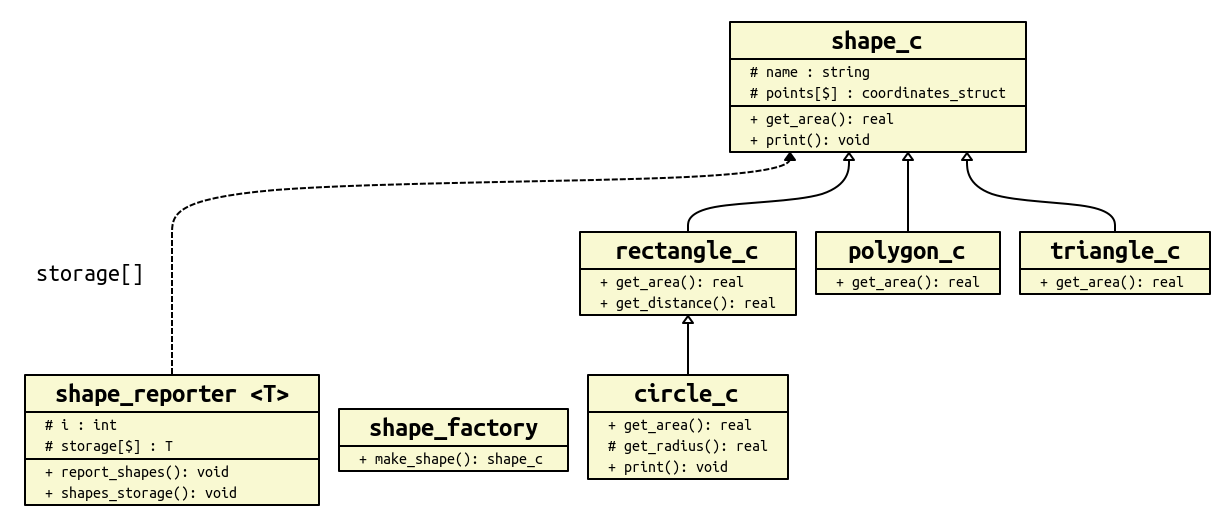 shape_c
# name : string
# points[$] : coordinates_struct
+ get_area(): real
+ print(): void
storage[]
rectangle_c
+ get_area(): real
+ get_distance(): real
polygon_c
+ get_area(): real
triangle_c
+ get_area(): real
shape_reporter <T>
# i : int
# storage[$] : T
+ report_shapes(): void
+ shapes_storage(): void
shape_factory
+ make_shape(): shape_c
circle_c
+ get_area(): real
# get_radius(): real
+ print(): void